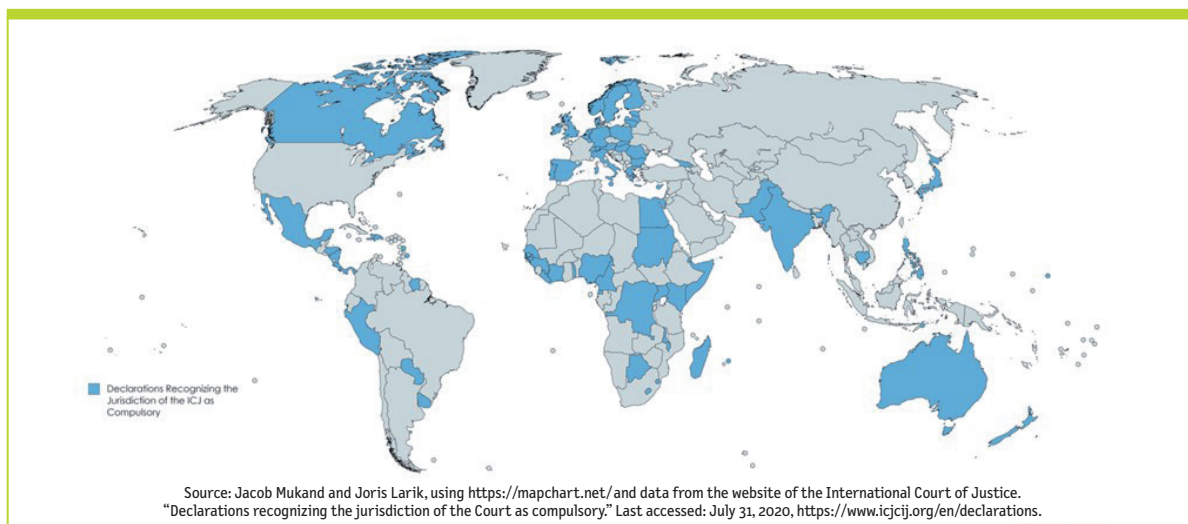 Declarations Recognizing the
Jurisdiction of the ICJ as
Compulsory
Source: Jacob Mukand and Joris Larik, using https://mapchart.net/ and data from the website of the International Court of Justice.
“Declarations recognizing the jurisdiction of the Court as compulsory.” Last accessed: July 31, 2020, https://www.icjcij.org/en/declarations.